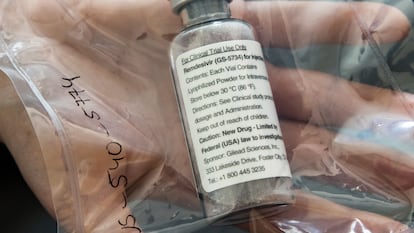 For Clinical Trial Use Only
Remdesivir (GS-5734) for Injection
Contents: Each Vial Contains
Lyophilized Powder for Intravenous
Store below 30 °C (86 °F).
Directions: See Clinical study protocol
dosage and Administration.
Keep out of reach of children.
Caution: New Drug - Limited by
Federal (USA) law to investigati
Sponsor: Gilead Sciences, Inc.
333 Lakeside Drive, Foster City
Tel.: +1 800 445 3235